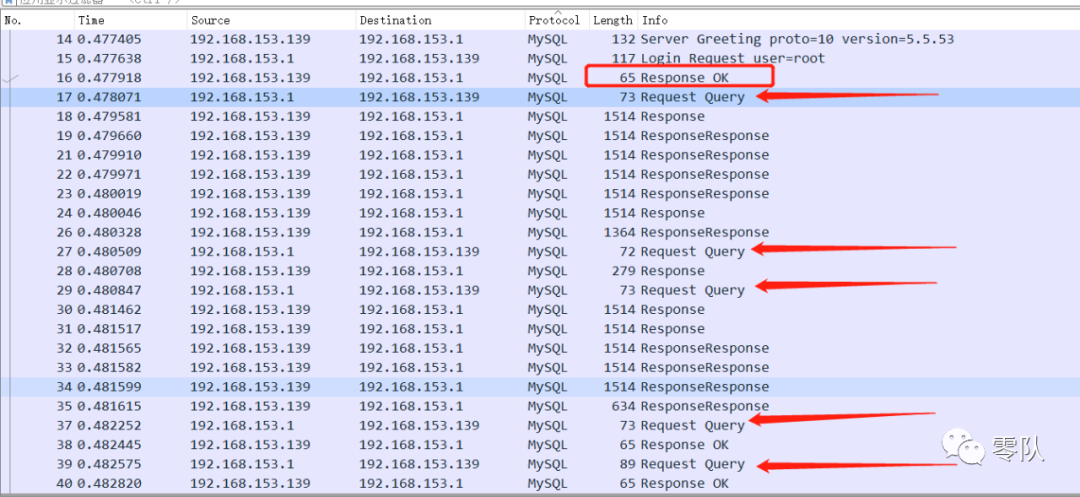 应用显示过滤器 … <Ctrl-/>
No. Time Source Destination Protocol Length Info
14 0.477405 192.168.153.139 192.168.153.1 MySQL 132 Server Greeting proto=10 version=5.5.53
15 0.477638 192.168.153.1 192.168.153.139 MySQL 117 Login Request user=root
16 0.477918 192.168.153.139 192.168.153.1 MySQL 65 Response OK
17 0.478071 192.168.153.1 192.168.153.139 MySQL 73 Request Query
18 0.479581 192.168.153.139 192.168.153.1 MySQL 1514 Response
19 0.479660 192.168.153.139 192.168.153.1 MySQL 1514 ResponseResponse
21 0.479910 192.168.153.139 192.168.153.1 MySQL 1514 ResponseResponse
22 0.479971 192.168.153.139 192.168.153.1 MySQL 1514 ResponseResponse
23 0.480019 192.168.153.139 192.168.153.1 MySQL 1514 ResponseResponse
24 0.480046 192.168.153.139 192.168.153.1 MySQL 1514 Response
26 0.480328 192.168.153.139 192.168.153.1 MySQL 1364 ResponseResponse
27 0.480509 192.168.153.1 192.168.153.139 MySQL 72 Request Query
28 0.480708 192.168.153.139 192.168.153.1 MySQL 279 Response
29 0.480847 192.168.153.1 192.168.153.139 MySQL 73 Request Query
30 0.481462 192.168.153.139 192.168.153.1 MySQL 1514 Response
31 0.481517 192.168.153.139 192.168.153.1 MySQL 1514 Response
32 0.481565 192.168.153.139 192.168.153.1 MySQL 1514 ResponseResponse
33 0.481582 192.168.153.139 192.168.153.1 MySQL 1514 ResponseResponse
34 0.481599 192.168.153.139 192.168.153.1 MySQL 1514 ResponseResponse
35 0.481615 192.168.153.139 192.168.153.1 MySQL 634 ResponseResponse
37 0.482252 192.168.153.1 192.168.153.139 MySQL 73 Request Query
38 0.482445 192.168.153.139 192.168.153.1 MySQL 65 Response OK
39 0.482575 192.168.153.1 192.168.153.139 MySQL 89 Request Query
40 0.482820 192.168.153.139 192.168.153.1 MySQL 65 Response OK
零队